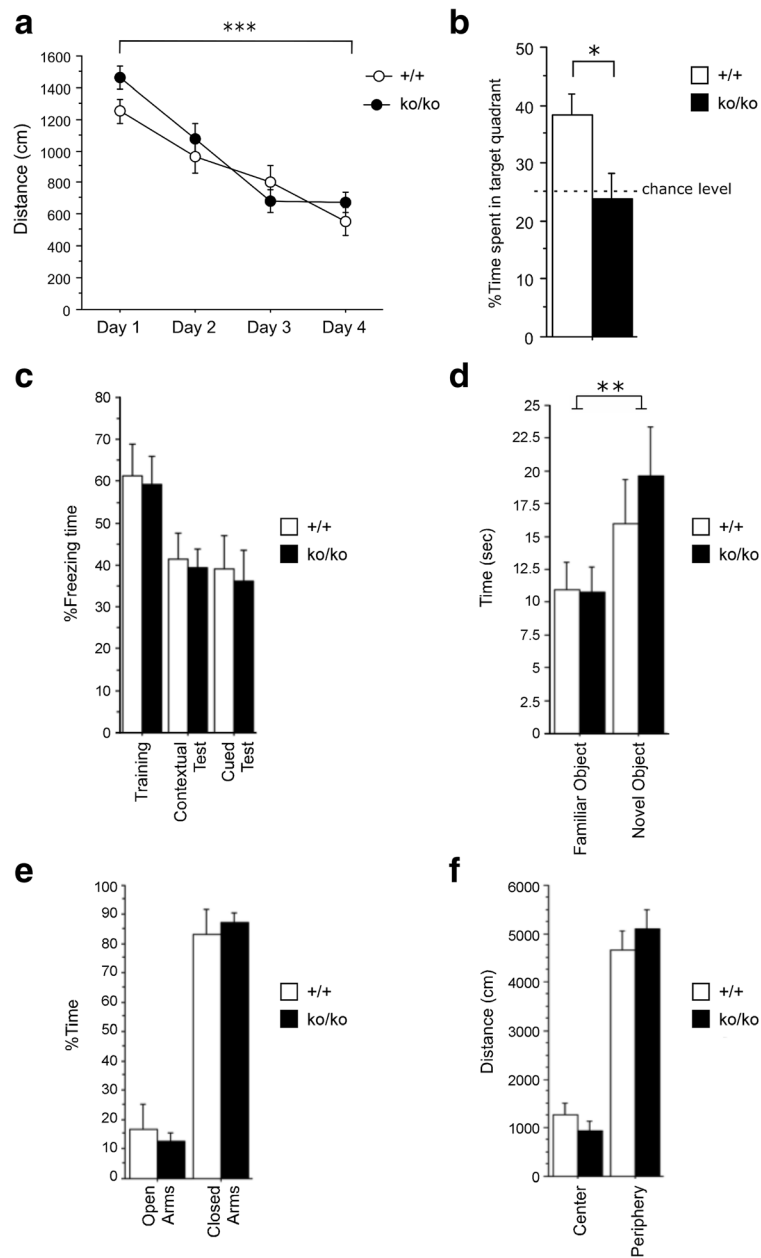 a
***
Distance (cm)
1600
1400
1200
1000
800
600
400
200
0
Day 1 Day 2 Day 3 Day 4
+/+
ko/ko
b
*
%Time spent in target quadrant
50
40
30
20
10
0
chance level
+/+
ko/ko
c
%Freezing time
80
70
60
50
40
30
20
10
0
Training
Contextual
Test
Cued
Test
+/+
ko/ko
d
**
Time (sec)
25
22.5
20
17.5
15
12.5
10
7.5
5
2.5
0
Familiar Object
Novel Object
+/+
ko/ko
e
%Time
100
90
80
70
60
50
40
30
20
10
0
Open
Arms
Closed
Arms
+/+
ko/ko
f
Distance (cm)
6000
5000
4000
3000
2000
1000
0
Center
Periphery
+/+
ko/ko